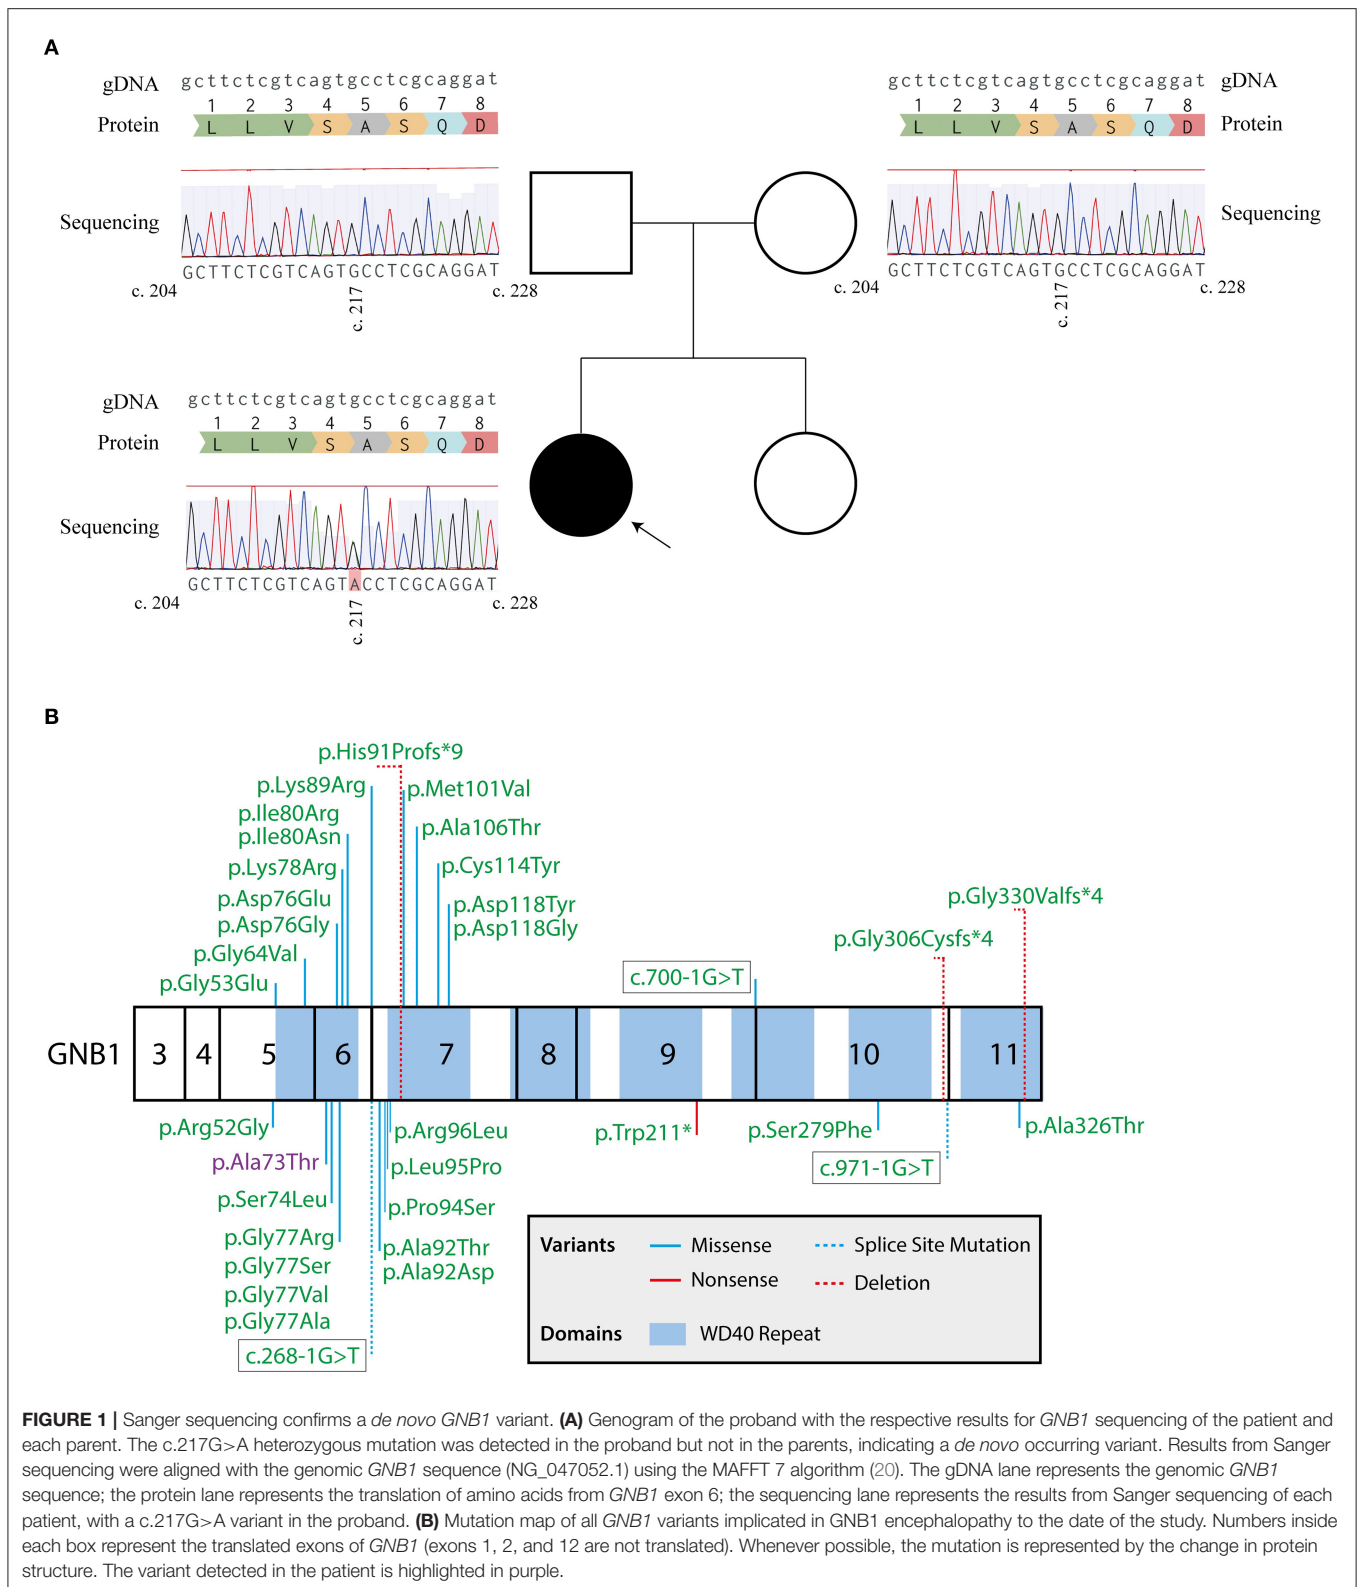 A
gDNA gcttctcgtcagtgcctcgcaggat
1 2 3 4 5 6 7 8
Protein L L V S A S Q D
Sequencing
GCTTCTCGTCAGTGCCTCGCAGGAT
c. 204 c. 217 c. 228
gcttctcgtcagtgcctcgcaggat gDNA
1 2 3 4 5 6 7 8
L L V S A S Q D Protein
Sequencing
GCTTCTCGTCAGTGCCTCGCAGGAT
c. 204 c. 217 c. 228
gDNA gcttctcgtcagtgcctcgcaggat
1 2 3 4 5 6 7 8
Protein L L V S A S Q D
Sequencing
GCTTCTCGTCAGTACCTCGCAGGAT
c. 204 c. 217 c. 228
B
p.His91Profs*9
p.Lys89Arg
p.Met101Val
p.Ile80Arg
p.Ile80Asn
p.Ala106Thr
p.Lys78Arg
p.Cys114Tyr
p.Asp76Glu
p.Asp76Gly
p.Asp118Tyr
p.Asp118Gly
p.Gly64Val
p.Gly53Glu
p.Gly330Valfs*4
p.Gly306Cysfs*4
c.700-1G>T
GNB1 3 4 5 6 7 8 9 10 11
p.Arg52Gly
p.Ala73Thr
p.Ser74Leu
p.Gly77Arg
p.Gly77Ser
p.Gly77Val
p.Gly77Ala
c.268-1G>T
p.Arg96Leu
p.Leu95Pro
p.Pro94Ser
p.Ala92Thr
p.Ala92Asp
p.Trp211*
p.Ser279Phe
c.971-1G>T
p.Ala326Thr
Variants Missense Splice Site Mutation
Nonsense Deletion
Domains WD40 Repeat
FIGURE 1 | Sanger sequencing confirms a de novo GNB1 variant. (A) Genogram of the proband with the respective results for GNB1 sequencing of the patient and
each parent. The c.217G>A heterozygous mutation was detected in the proband but not in the parents, indicating a de novo occurring variant. Results from Sanger
sequencing were aligned with the genomic GNB1 sequence (NG_047052.1) using the MAFFT 7 algorithm (20). The gDNA lane represents the genomic GNB1
sequence; the protein lane represents the translation of amino acids from GNB1 exon 6; the sequencing lane represents the results from Sanger sequencing of each
patient, with a c.217G>A variant in the proband. (B) Mutation map of all GNB1 variants implicated in GNB1 encephalopathy to the date of the study. Numbers inside
each box represent the translated exons of GNB1 (exons 1, 2, and 12 are not translated). Whenever possible, the mutation is represented by the change in protein
structure. The variant detected in the patient is highlighted in purple.